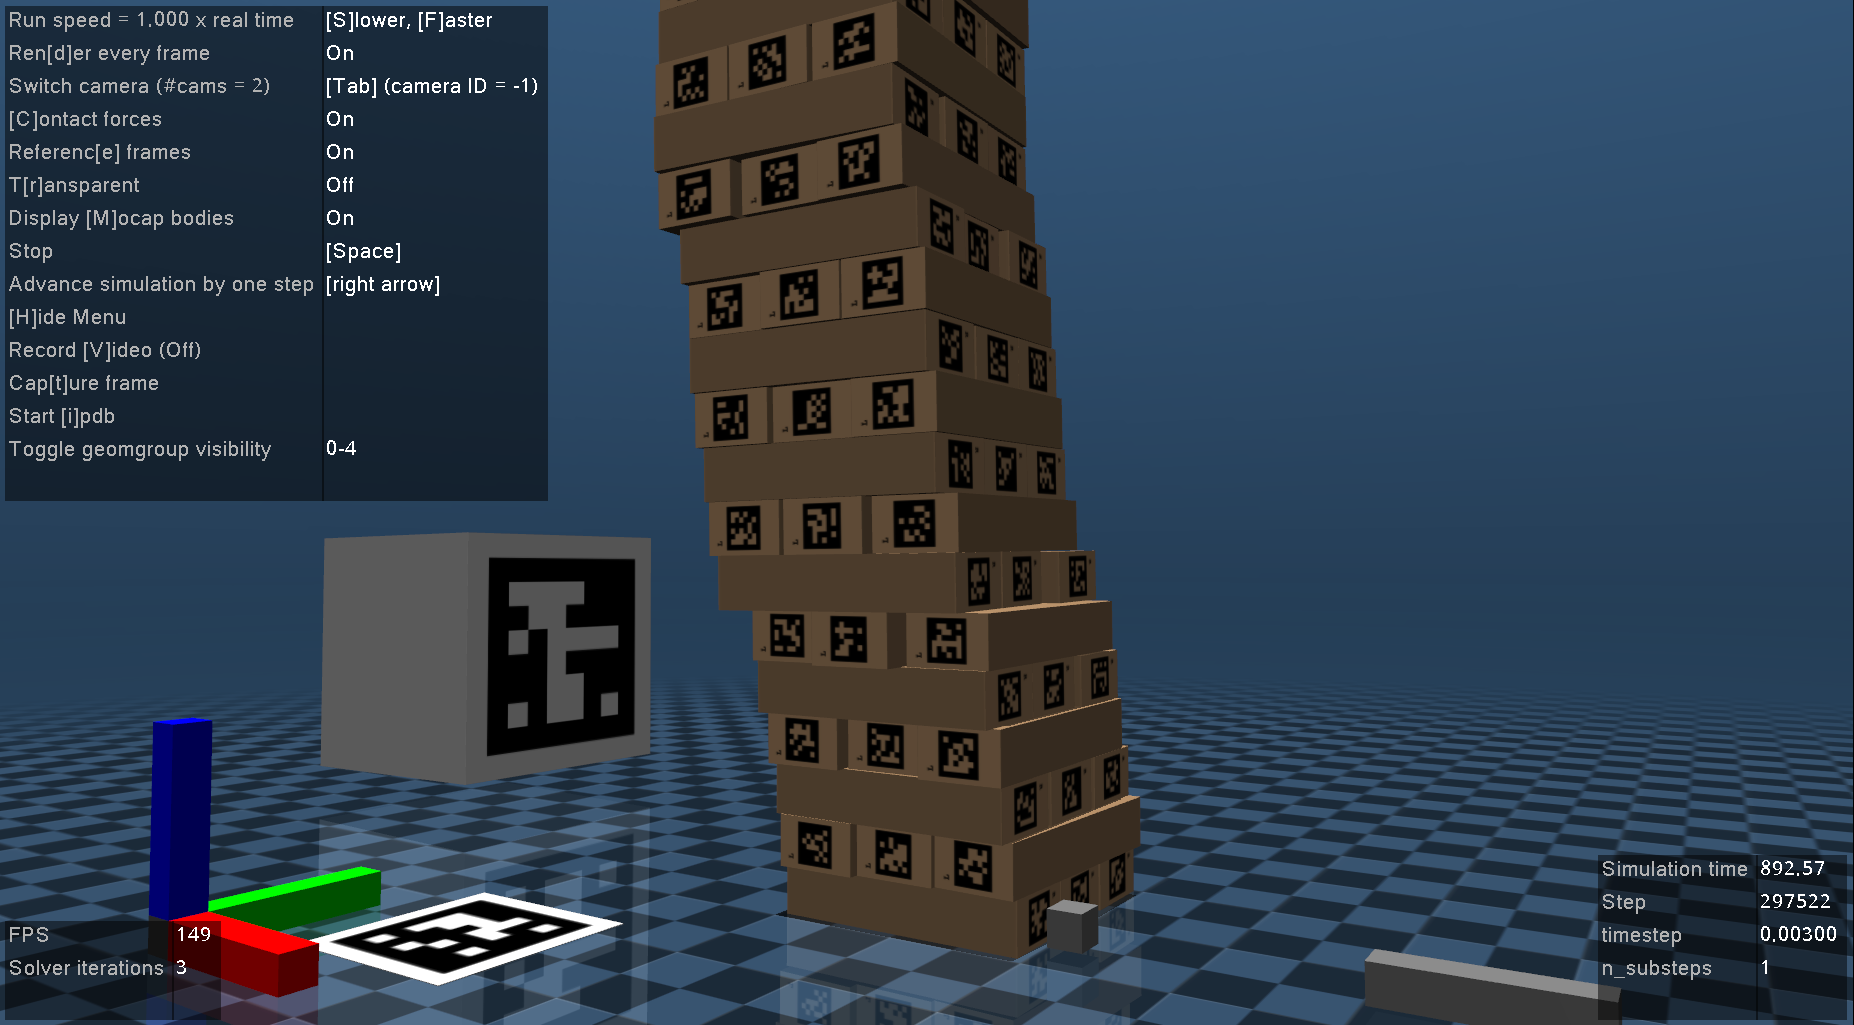 Run speed = 1.000 x real time [S]lower, [F]aster
Ren[d]er every frame On
Switch camera (#cams = 2) [Tab] (camera ID = -1)
[C]ontact forces On
Referenc[e] frames On
T[r]ansparent Off
Display [M]ocap bodies On
Stop [Space]
Advance simulation by one step [right arrow]
[H]ide Menu
Record [V]ideo (Off)
Cap[t]ure frame
Start [i]pdb
Toggle geomgroup visibility 0-4
FPS 149
Solver iterations 3
Simulation time 892.57
Step 297522
timestep 0.00300
n_substeps 1